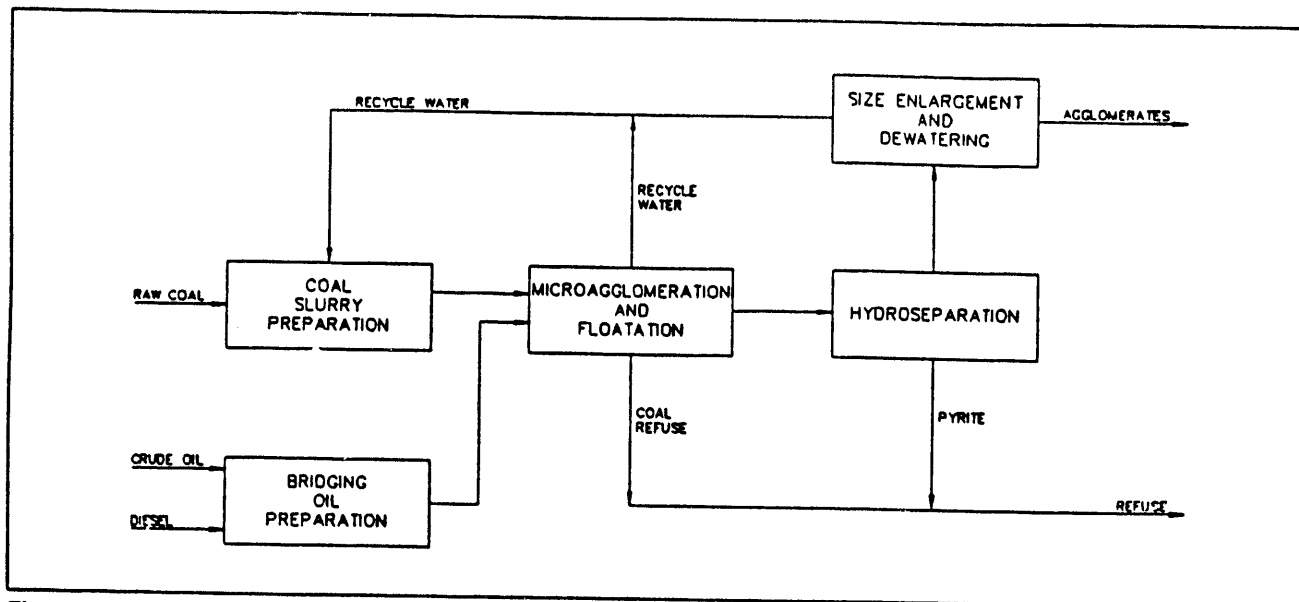 RECYCLE WATER
SIZE ENLARGEMENT
AND
DEWATERING
AGGLOMERATES
RECYCLE
WATER
RAW COAL
COAL
SLURRY
PREPARATION
MICROAGGLOMERATION
AND
FLOATATION
HYDROSEPARATION
COAL
REFUSE
PYRITE
CRUDE OIL
DIESEL
BRIDGING
OIL
PREPARATION
REFUSE